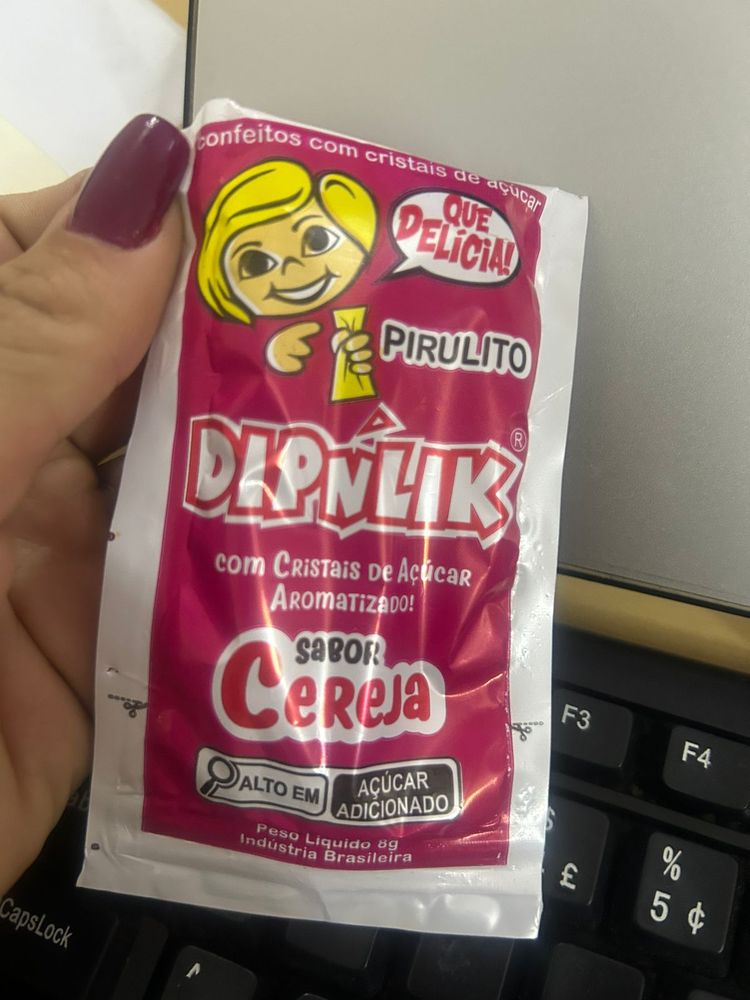 confeitos com cristais de açúcar
QUE
DELÍCIA!
PIRULITO
DIPNLIK®
com Cristais de Açúcar
Aromatizado!
SABOR
Cereja
ALTO EM
AÇÚCAR
ADICIONADO
Peso Líquido 8g
Indústria Brasileira
F3
F4
£
%
5 ¢
CapsLock